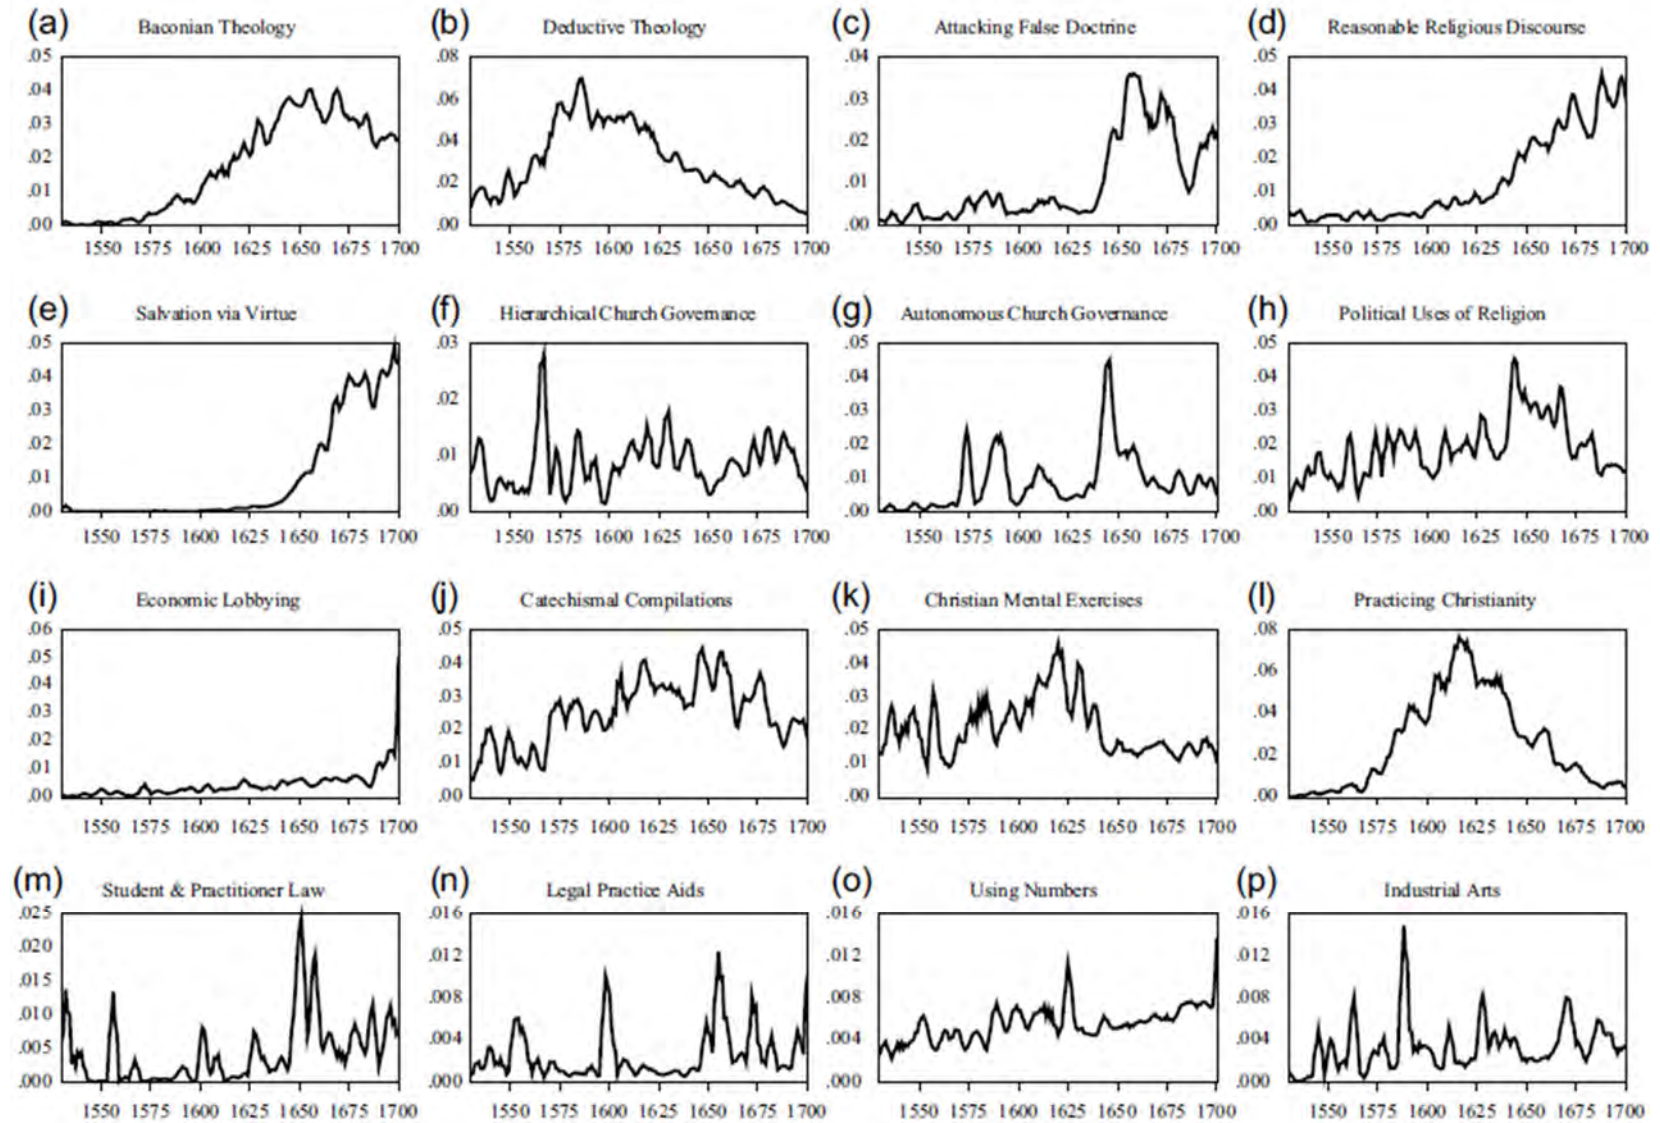 (a) Baconian Theology (b) Deductive Theology (c) Attacking False Doctrine (d) Reasonable Religious Discourse
.05 .08 .04 .05
.04 .06 .03 .04
.03 .04 .02 .03
.02 .02 .01 .02
.01 .00 .00 .01
.00 .00
1550 1575 1600 1625 1650 1675 1700 1550 1575 1600 1625 1650 1675 1700 1550 1575 1600 1625 1650 1675 1700 1550 1575 1600 1625 1650 1675 1700
(e) Salvation via Virtue (f) Hierarchical Church Governance (g) Autonomous Church Governance (h) Political Uses of Religion
.05 .03 .05 .05
.04 .02 .04 .04
.03 .01 .03 .03
.02 .00 .02 .02
.01 .01 .01
.00 .00 .00
1550 1575 1600 1625 1650 1675 1700 1550 1575 1600 1625 1650 1675 1700 1550 1575 1600 1625 1650 1675 1700 1550 1575 1600 1625 1650 1675 1700
(i) Economic Lobbying (j) Catechismal Compilations (k) Christian Mental Exercises (l) Practicing Christianity
.06 .05 .05 .08
.05 .04 .04 .06
.04 .03 .03 .04
.03 .02 .02 .02
.02 .01 .01 .00
.01 .00 .00
.00
1550 1575 1600 1625 1650 1675 1700 1550 1575 1600 1625 1650 1675 1700 1550 1575 1600 1625 1650 1675 1700 1550 1575 1600 1625 1650 1675 1700
(m) Student & Practitioner Law (n) Legal Practice Aids (o) Using Numbers (p) Industrial Arts
.025 .016 .016 .016
.020 .012 .012 .012
.015 .008 .008 .008
.010 .004 .004 .004
.005 .000 .000 .000
.000
1550 1575 1600 1625 1650 1675 1700 1550 1575 1600 1625 1650 1675 1700 1550 1575 1600 1625 1650 1675 1700 1550 1575 1600 1625 1650 1675 1700